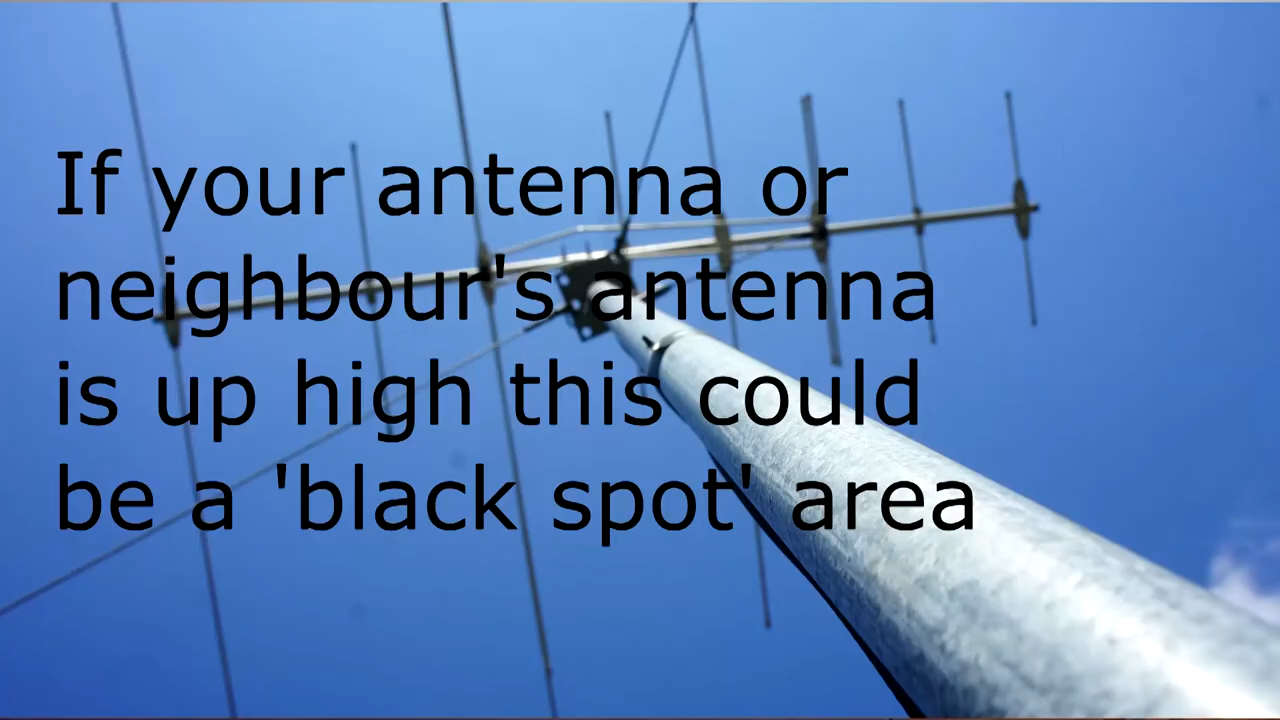 If your antenna or
neighbour's antenna
is up high this could
be a 'black spot' area